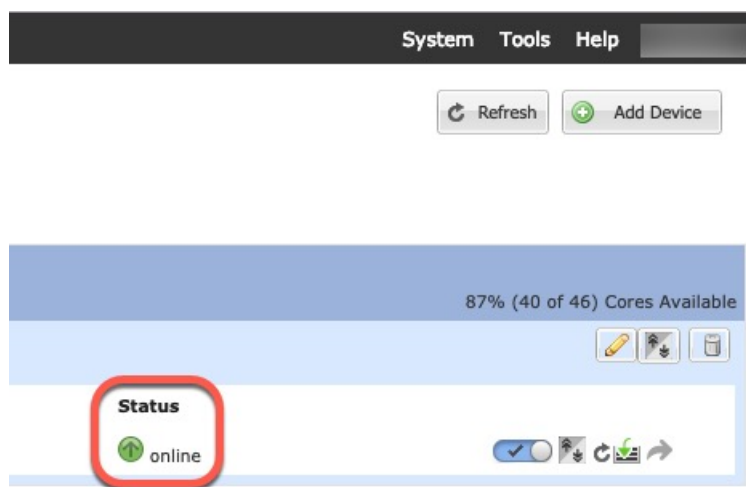 System Tools Help
Refresh Add Device
87% (40 of 46) Cores Available
Status
online